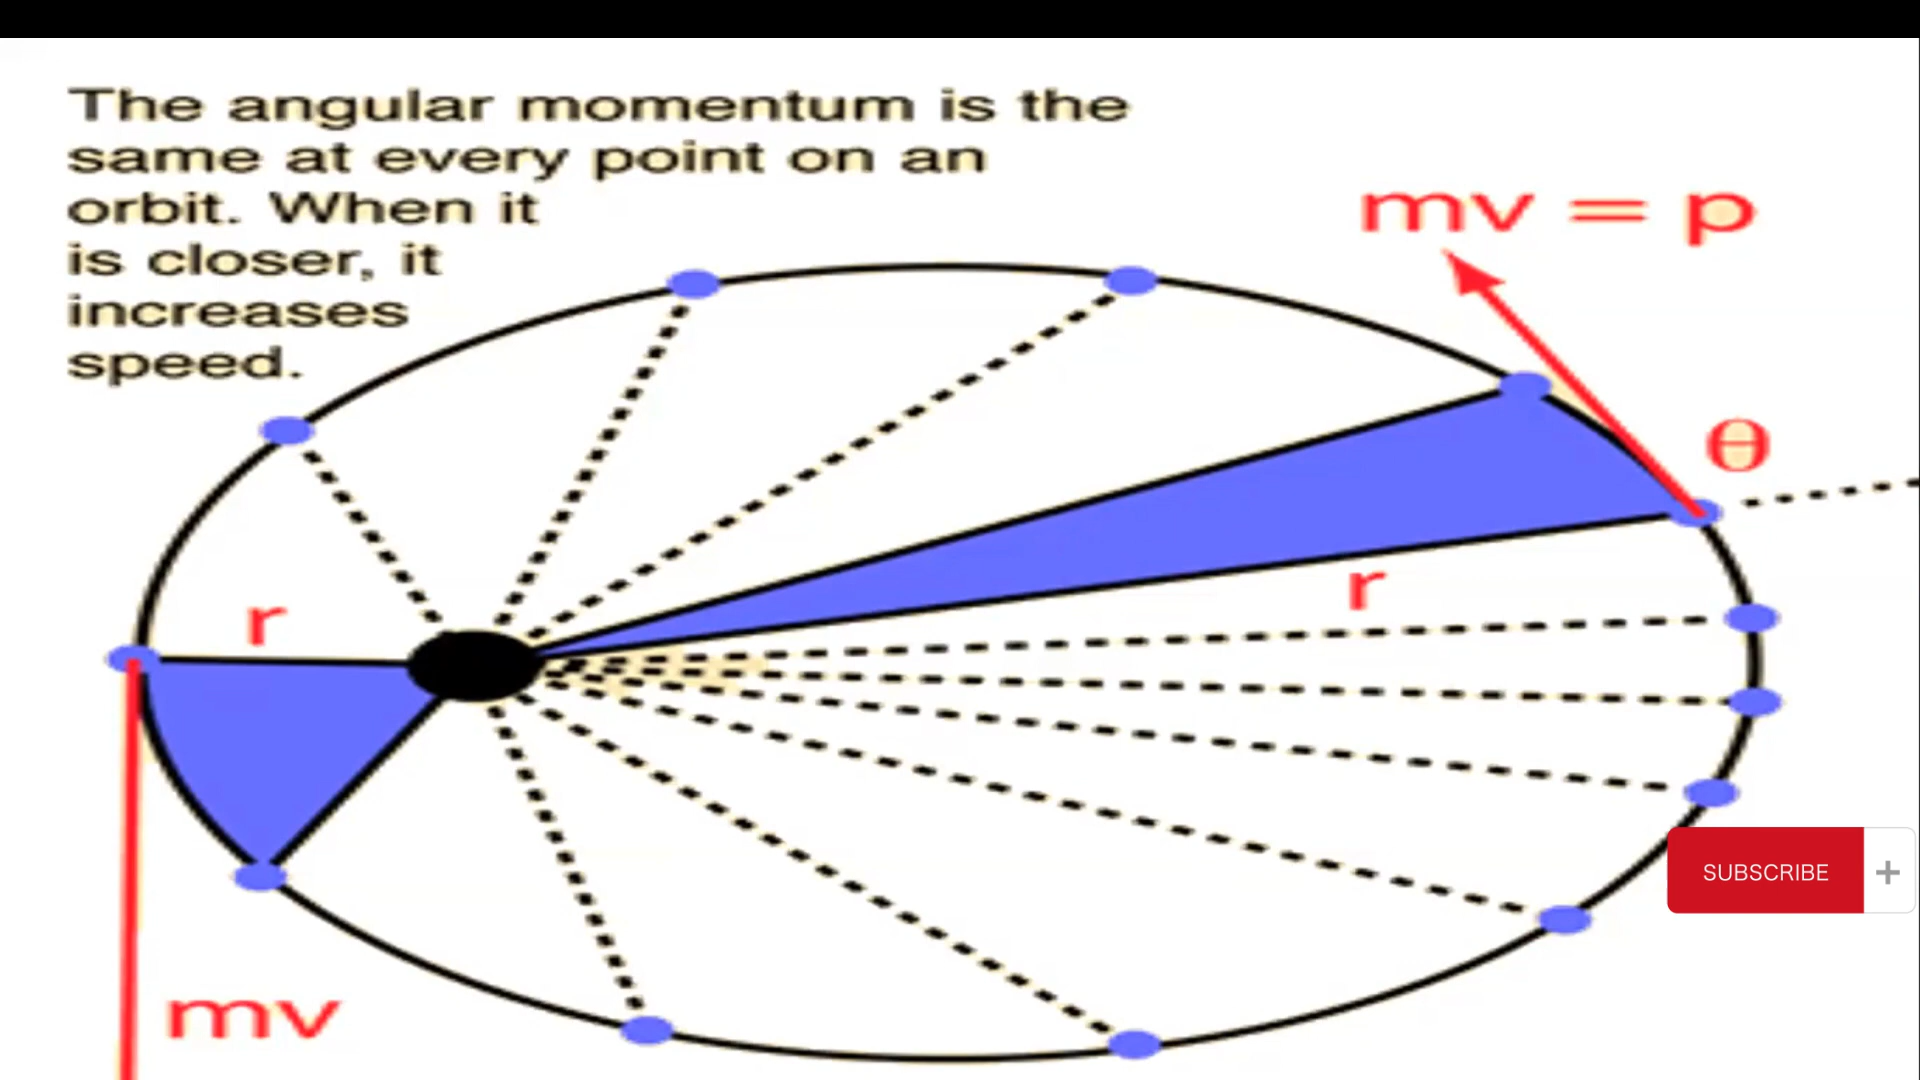 The angular momentum is the
same at every point on an
orbit. When it
is closer, it
increases
speed.
mv = p
θ
r
r
mv
SUBSCRIBE +